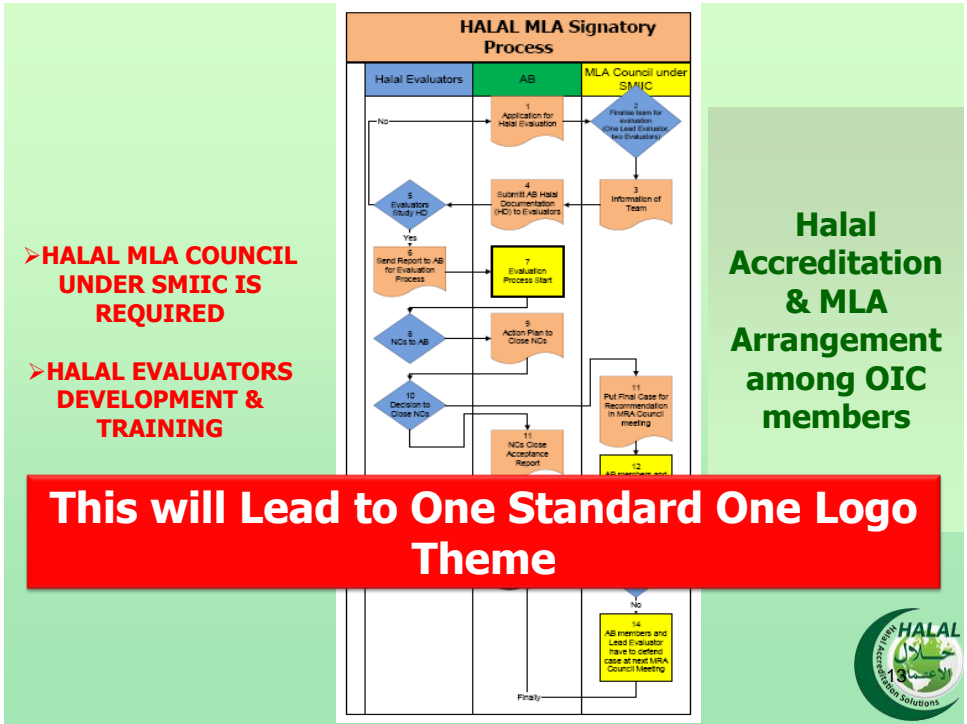 ➢HALAL MLA COUNCIL
UNDER SMIIC IS
REQUIRED
➢HALAL EVALUATORS
DEVELOPMENT &
TRAINING
HALAL MLA Signatory
Process
Halal Evaluators
AB
MLA Council under
SMIIC
No
1
Application for
Halal Evaluation
2
Finalise team for
evaluation
(One Lead Evaluator,
two Evaluators)
3
Information of
Team
4
Submitt AB Halal
Documentation
(HD) to Evaluators
5
Evaluators
Study HD
Yes
6
Send Report to AB
for Evaluation
Process
7
Evaluation
Process Start
8
NCs to AB
9
Action Plan to
Close NCs
10
Decision to
Close NCs
11
Put Final Case for
Recommendation
in MRA Council
meeting
11
NCs Close
Acceptance
Report
12
AB members and
This will Lead to One Standard One Logo
Theme
No
14
AB members and
Lead Evaluator
have to defend
case at next MRA
Council Meeting
Finally
Halal
Accreditation
& MLA
Arrangement
among OIC
members
HALAL
حلال
الاعتماد
Halal Accreditation Solutions
13